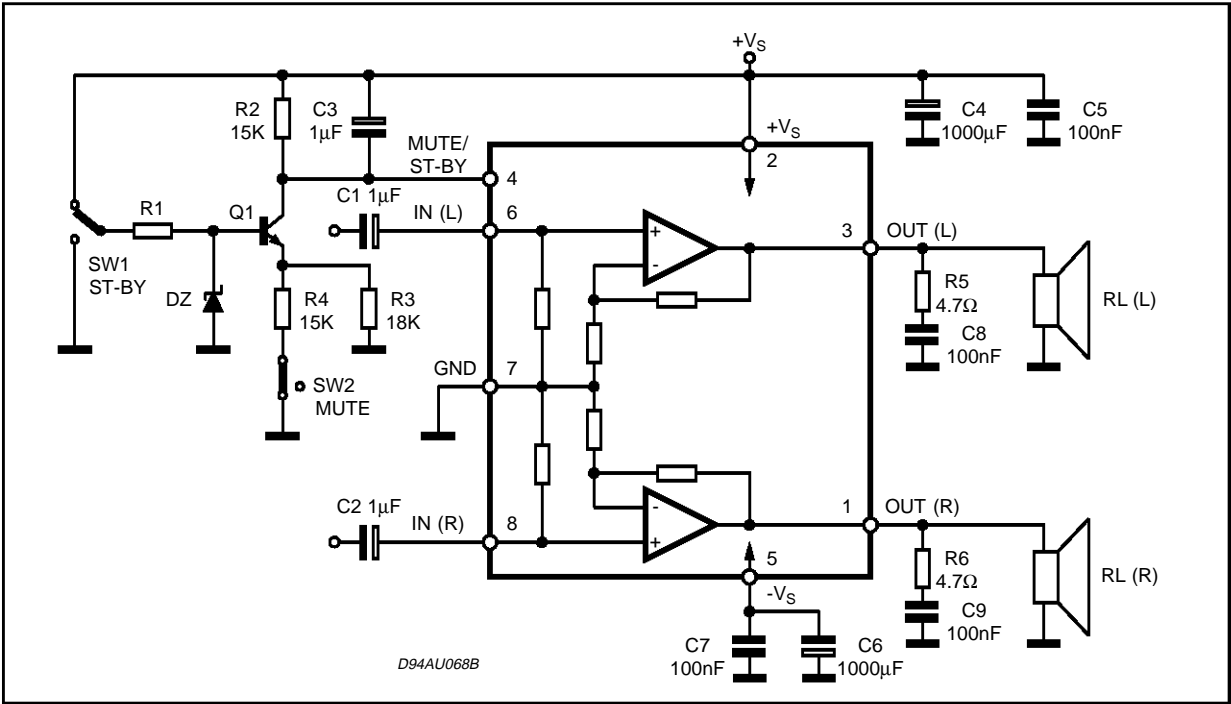 +VS
R2
15K
C3
1µF
C4
1000µF
C5
100nF
MUTE/
ST-BY
+VS
2
4
C1 1µF
R1
Q1
IN (L)
6
+
-
3
OUT (L)
SW1
ST-BY
DZ
R4
15K
R3
18K
R5
4.7Ω
C8
100nF
RL (L)
GND
7
SW2
MUTE
C2 1µF
IN (R)
8
-
+
1
OUT (R)
5
-VS
R6
4.7Ω
C9
100nF
RL (R)
C7
100nF
C6
1000µF
D94AU068B